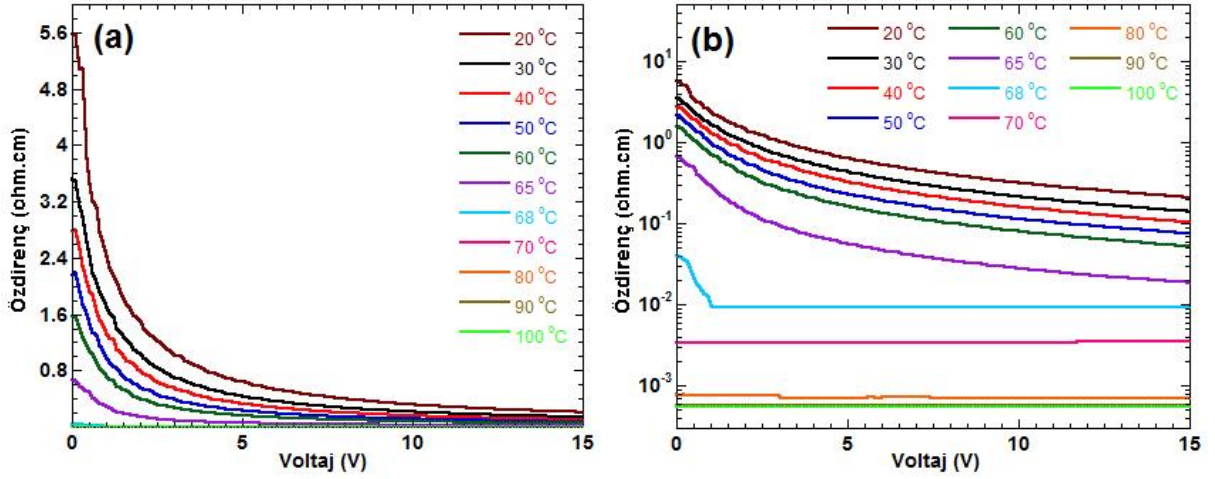 (a)
Özdirenç (ohm.cm)
5.6
4.8
4
3.2
2.4
1.6
0.8
20 °C
30 °C
40 °C
50 °C
60 °C
65 °C
68 °C
70 °C
80 °C
90 °C
100 °C
0
5
10
15
Voltaj (V)
(b)
Özdirenç (ohm.cm)
10¹
10⁰
10⁻¹
10⁻²
10⁻³
20 °C 60 °C 80 °C
30 °C 65 °C 90 °C
40 °C 68 °C 100 °C
50 °C 70 °C
0
5
10
15
Voltaj (V)